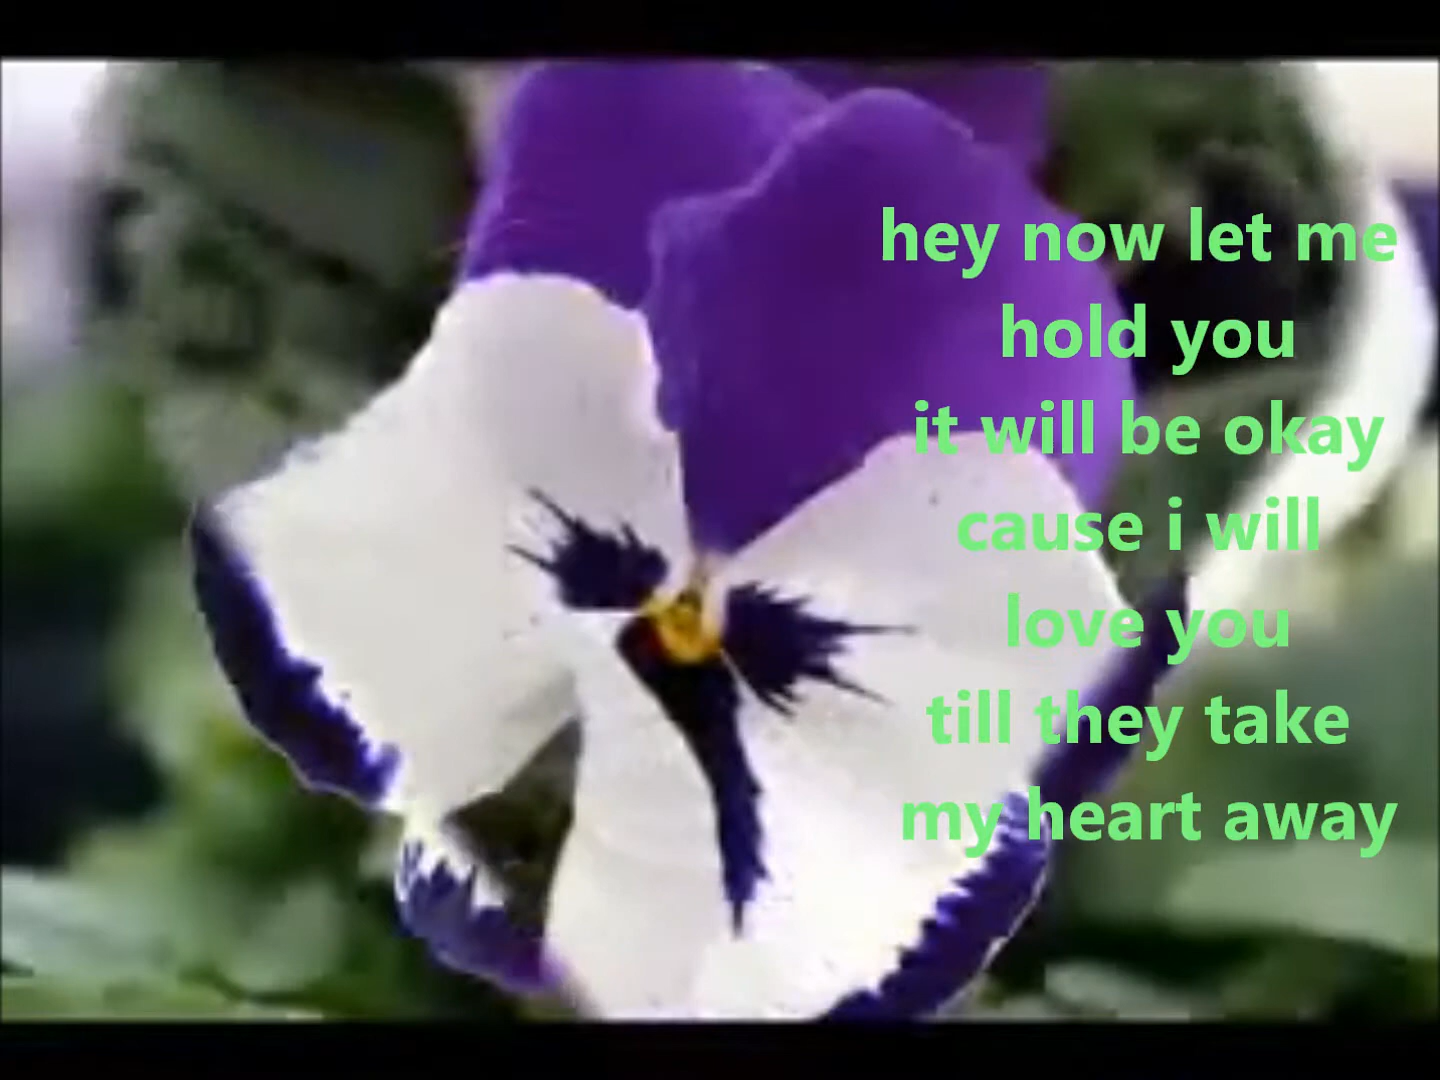 hey now let me
hold you
it will be okay
cause i will
love you
till they take
my heart away